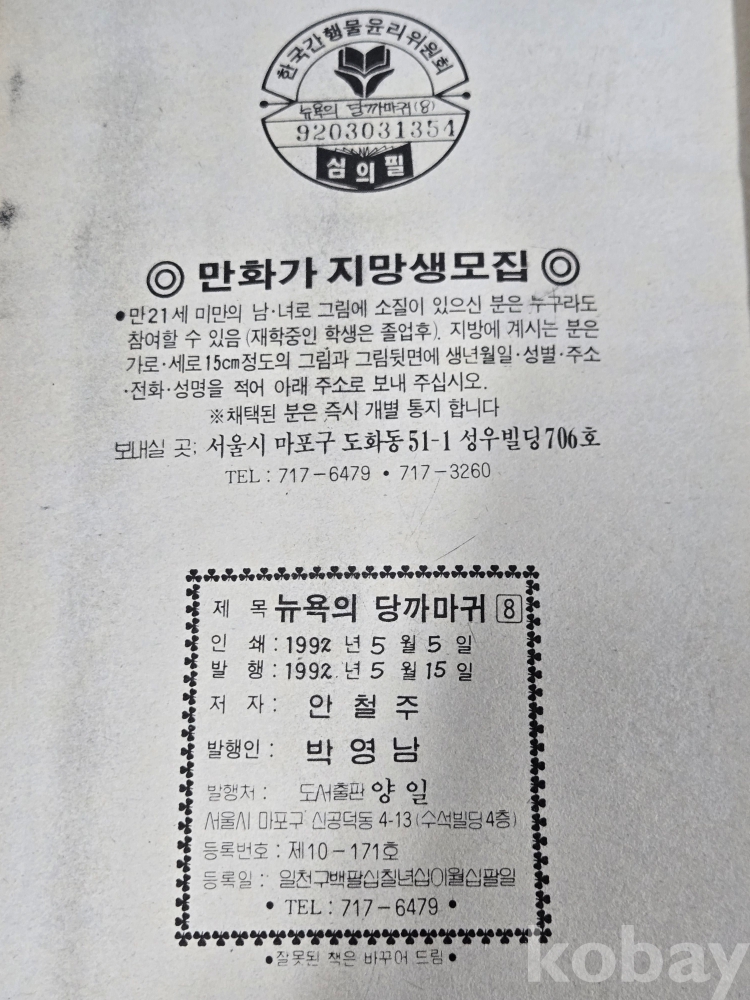 한국간행물윤리위원회
뉴욕의 당까마귀(8)
9203031354
심의필
◎ 만화가 지망생모집 ◎
●만21세 미만의 남·녀로 그림에 소질이 있으신 분은 누구라도
참여할 수 있음(재학중인 학생은 졸업후). 지방에 계시는 분은
가로·세로15cm정도의 그림과 그림뒷면에 생년월일·성별·주소
·전화·성명을 적어 아래 주소로 보내 주십시오.
※채택된 분은 즉시 개별 통지 합니다
보내실 곳: 서울시 마포구 도화동 51-1 성우빌딩 706호
TEL : 717-6479 • 717-3260
제 목 뉴욕의 당까마귀 8
인 쇄 : 1992 년 5 월 5 일
발 행 : 1992 년 5 월 15 일
저 자 : 안 철 주
발행인 : 박 영 남
발행처 : 도서출판 양 일
서울시 마포구 신공덕동 4-13 (수석빌딩 4층)
등록번호 : 제10-171호
등록일 : 일천구백팔십칠년십이월십팔일
• TEL : 717-6479 •
●잘못된 책은 바꾸어 드림●
kobay